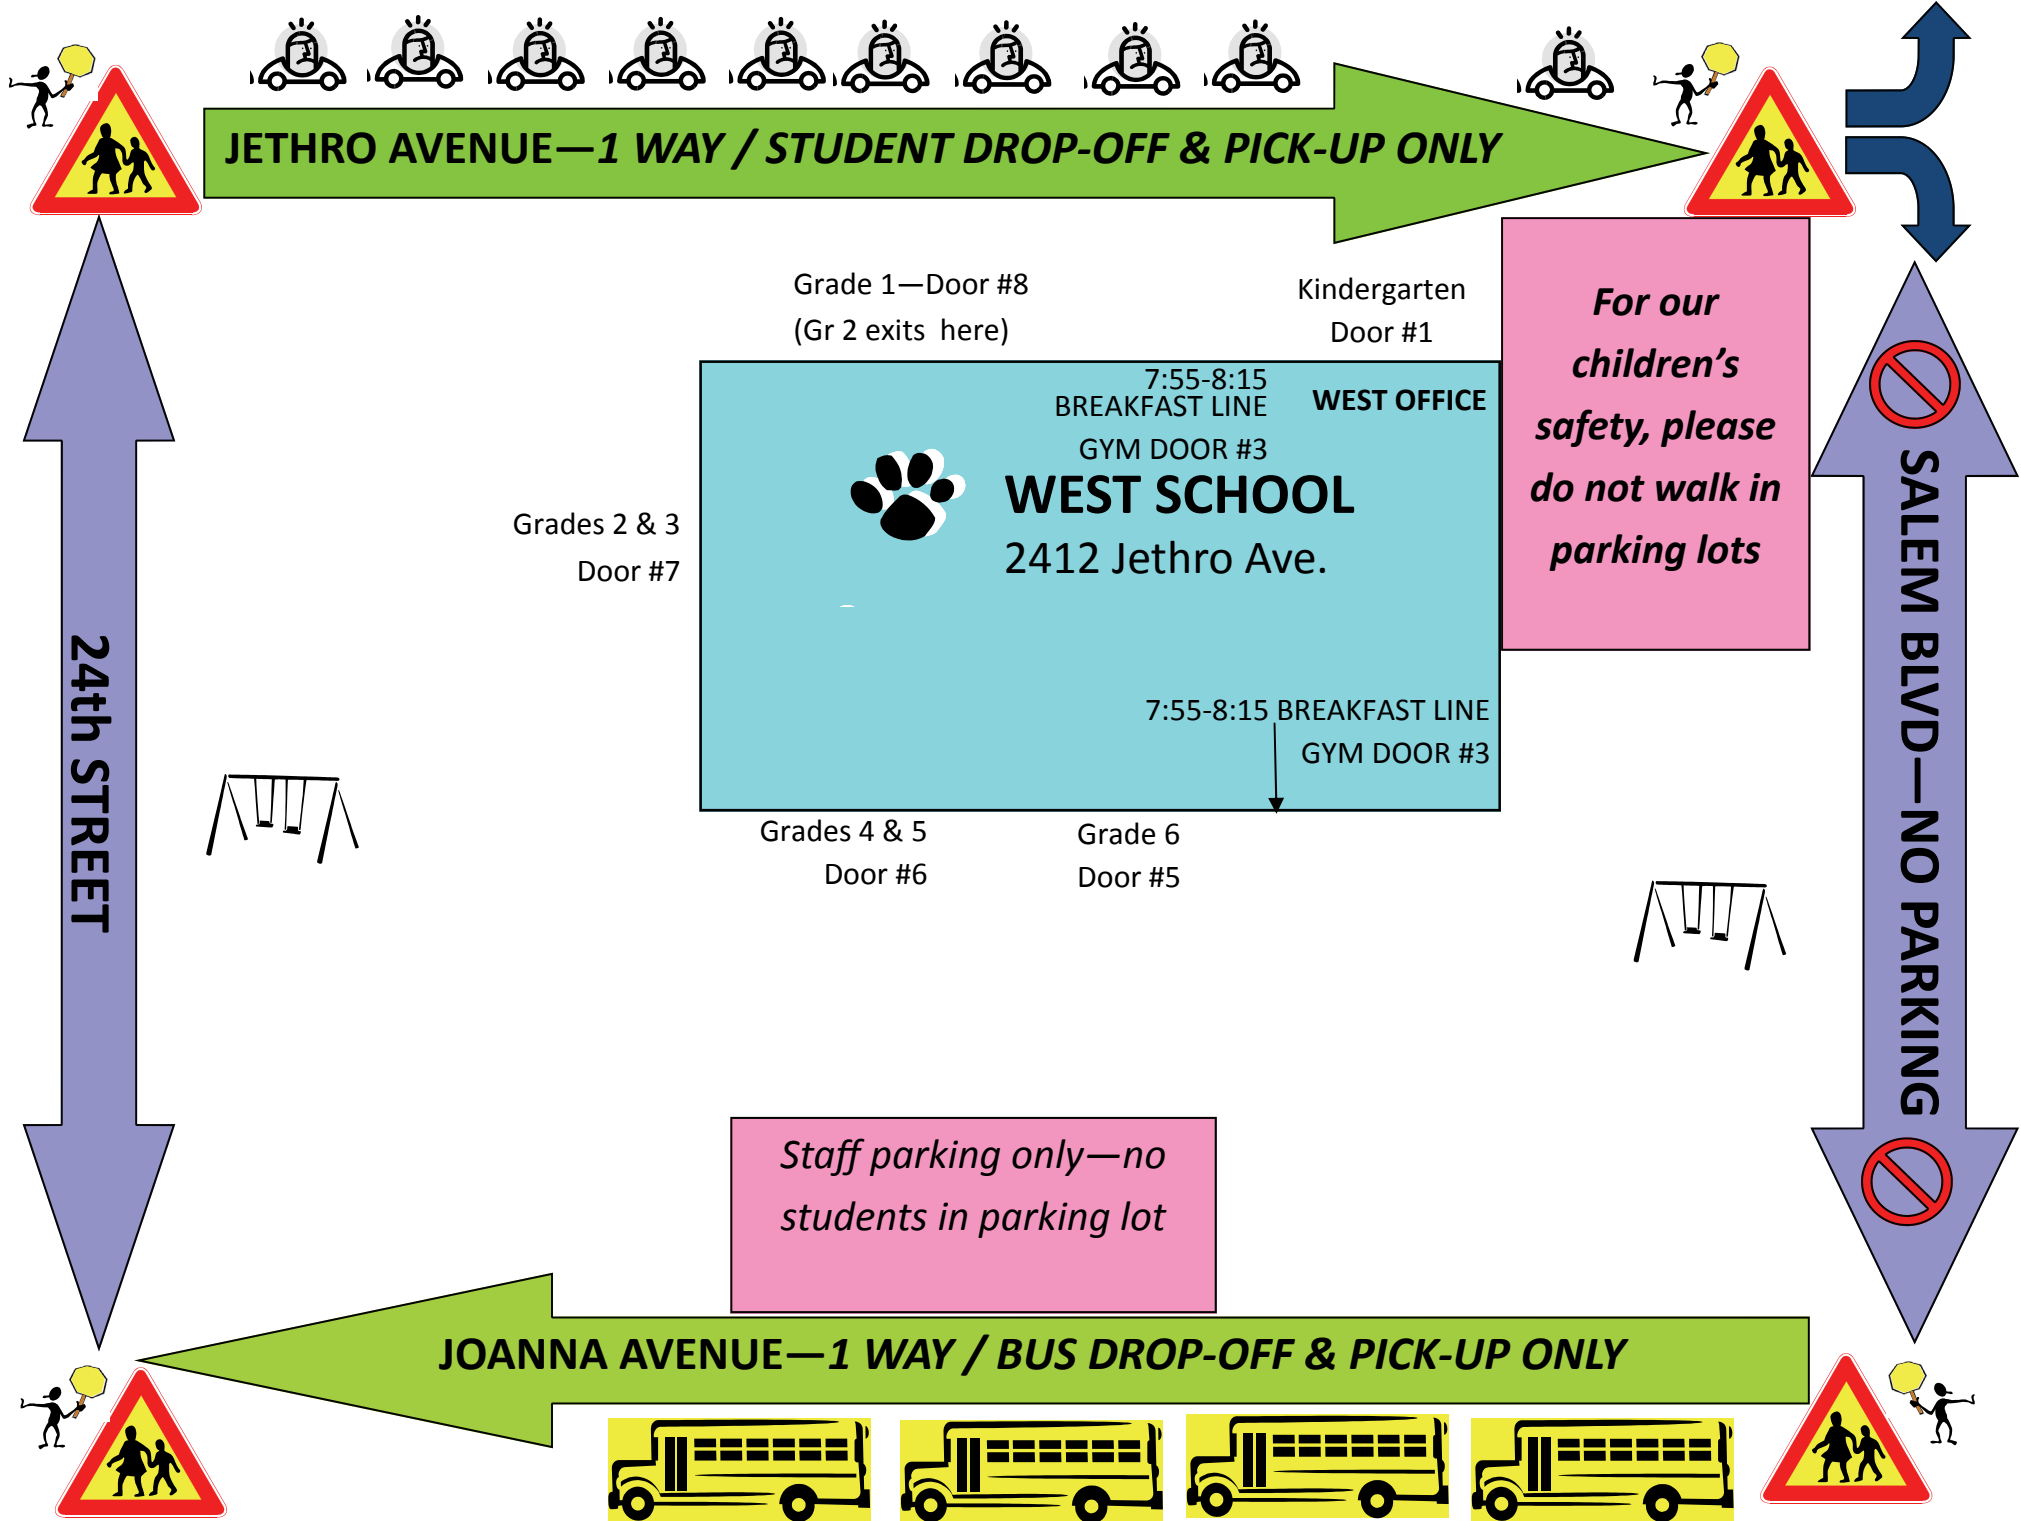 JETHRO AVENUE—1 WAY / STUDENT DROP-OFF & PICK-UP ONLY
Grade 1—Door #8
(Gr 2 exits here)
Kindergarten
Door #1
For our
children’s
safety, please
do not walk in
parking lots
7:55-8:15
BREAKFAST LINE
GYM DOOR #3
WEST OFFICE
WEST SCHOOL
2412 Jethro Ave.
Grades 2 & 3
Door #7
24th STREET
SALEM BLVD—NO PARKING
7:55-8:15 BREAKFAST LINE
GYM DOOR #3
Grades 4 & 5
Door #6
Grade 6
Door #5
Staff parking only—no
students in parking lot
JOANNA AVENUE—1 WAY / BUS DROP-OFF & PICK-UP ONLY